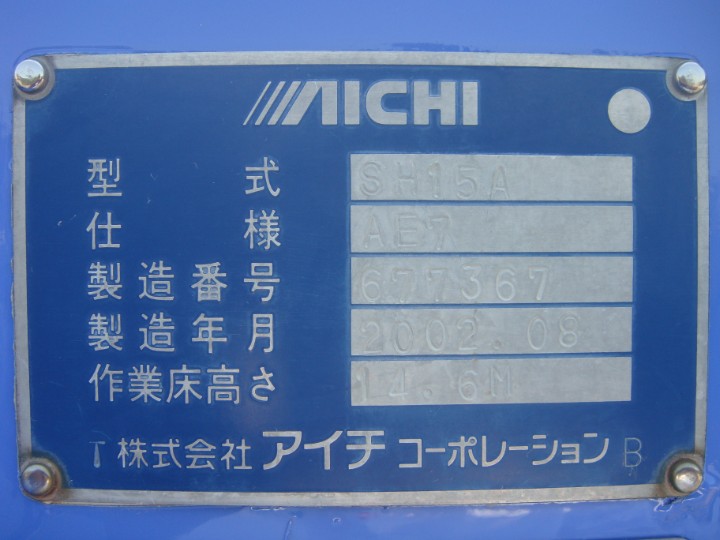 AICHI
型式 SH15A
仕様 AE7
製造番号 677367
製造年月 2002.08
作業床高さ 14.6M
T 株式会社 アイチ コーポレーション B